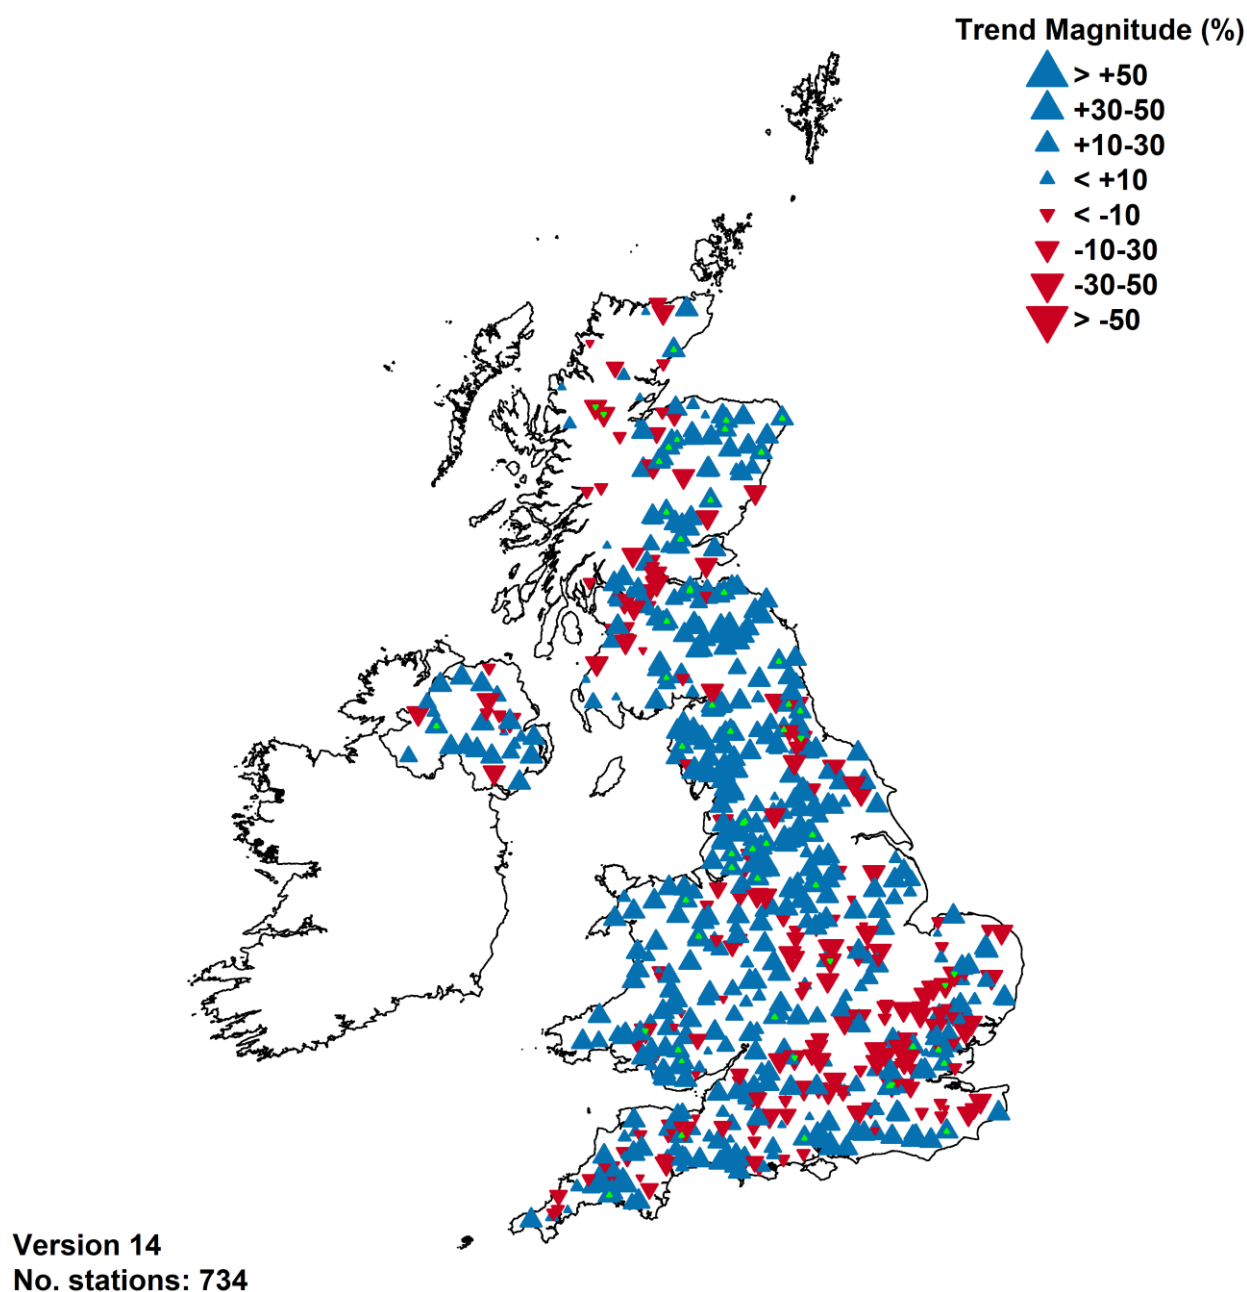 Trend Magnitude (%)
> +50
+30-50
+10-30
< +10
< -10
-10-30
-30-50
> -50
Version 14
No. stations: 734